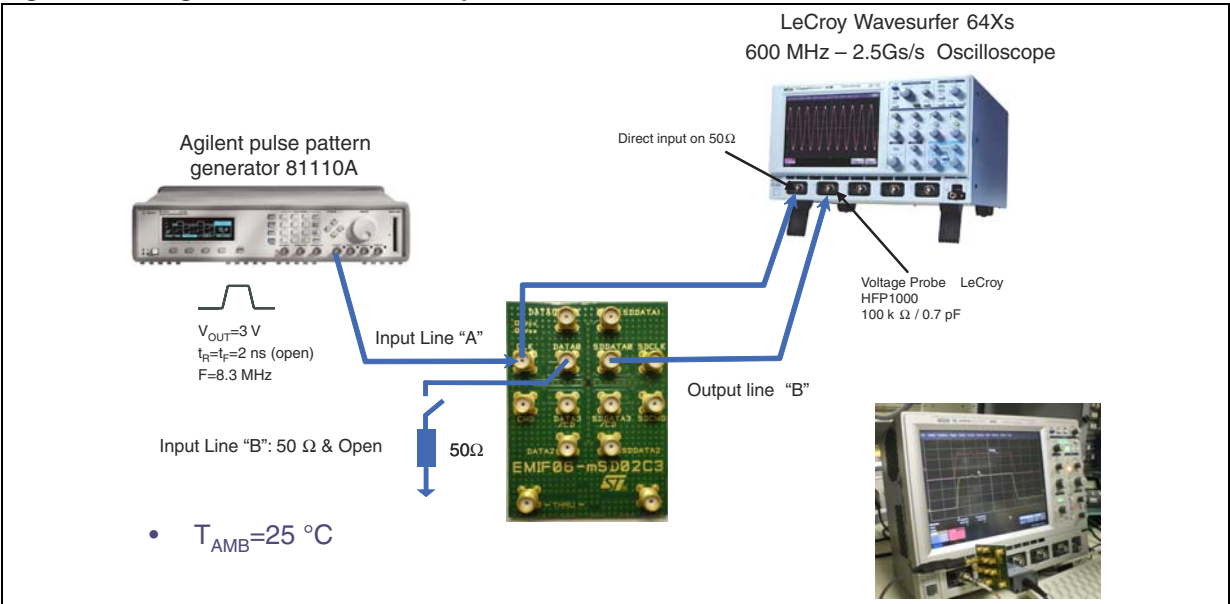 LeCroy Wavesurfer 64Xs
600 MHz – 2.5Gs/s Oscilloscope
Direct input on 50Ω
Agilent pulse pattern
generator 81110A
Voltage Probe LeCroy
HFP1000
100 k Ω / 0.7 pF
V_OUT=3 V
t_R=t_F=2 ns (open)
F=8.3 MHz
Input Line “A”
SDDATA1
DATA0
SDDATA0
SDCLK
Output line “B”
Input Line “B”: 50 Ω & Open
50Ω
CMD
DATA3
/CD
SDDATA3
/CD
SDCMD
DATA2
SDDATA2
EMIF06-mSD02C3
ST
- THRU -
• T_AMB=25 °C